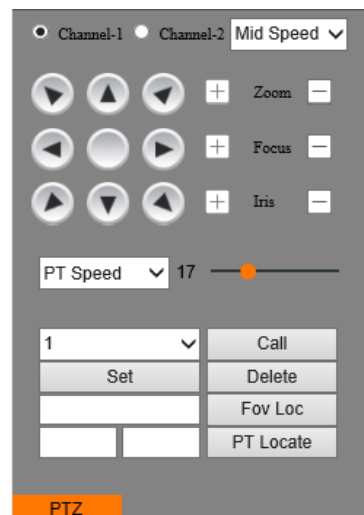 Channel-1 Channel-2 Mid Speed
+ Zoom −
+ Focus −
+ Iris −
PT Speed 17
1 Call
Set Delete
Fov Loc
PT Locate
PTZ